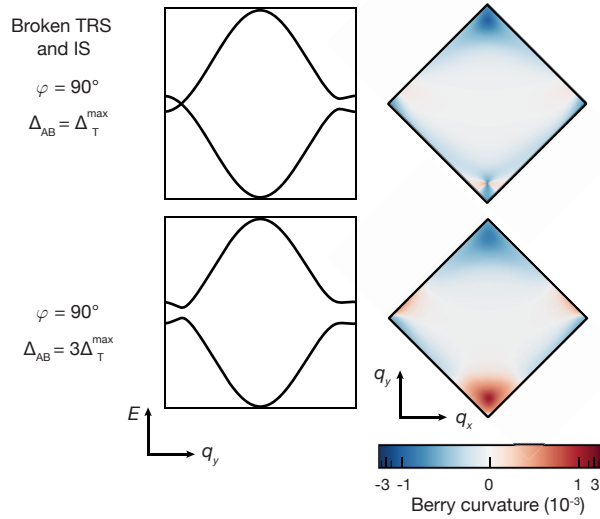 Broken TRS
and IS
φ = 90°
Δ_AB = Δ_T^max
φ = 90°
Δ_AB = 3Δ_T^max
E
q_y
q_y
q_x
-3 -1 0 1 3
Berry curvature (10⁻³)